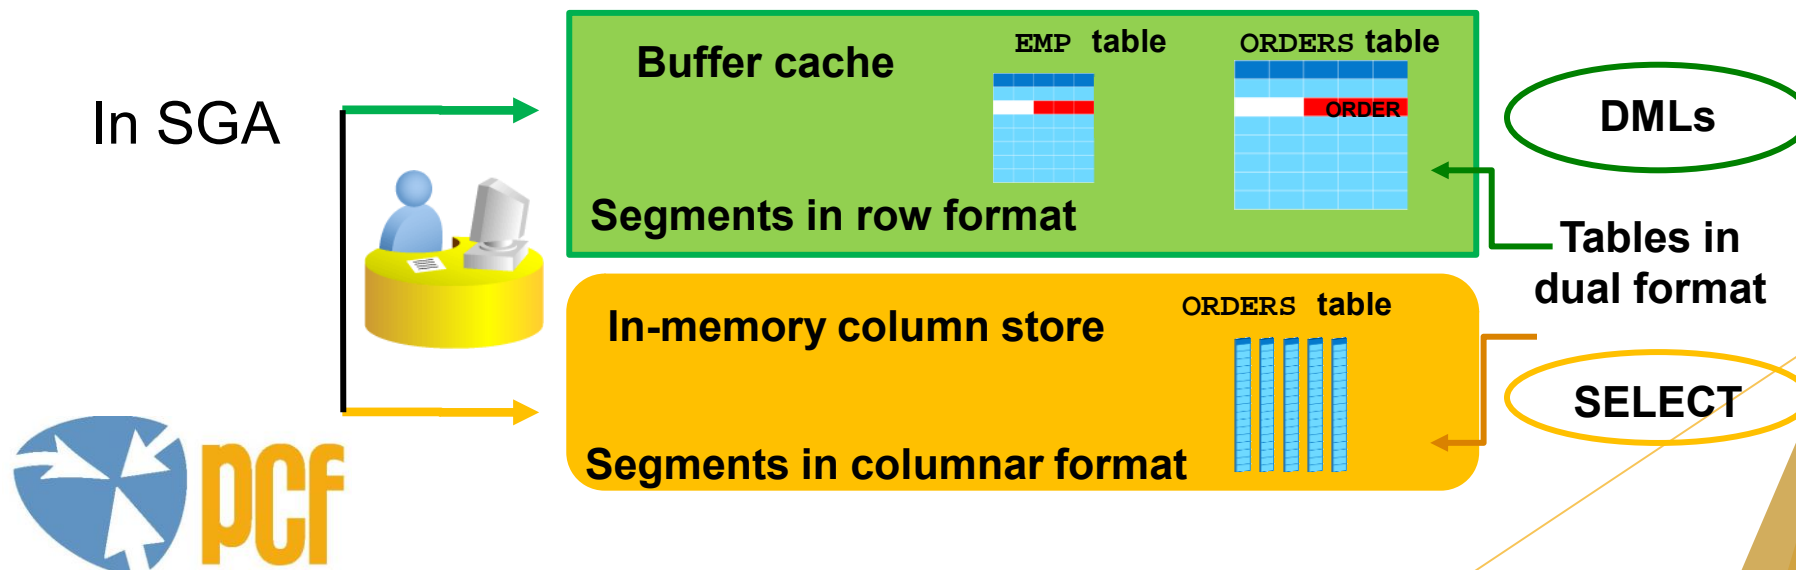 In SGA
Buffer cache
EMP table
ORDERS table
ORDER
Segments in row format
DMLs
Tables in
dual format
In-memory column store
ORDERS table
Segments in columnar format
SELECT
pcf